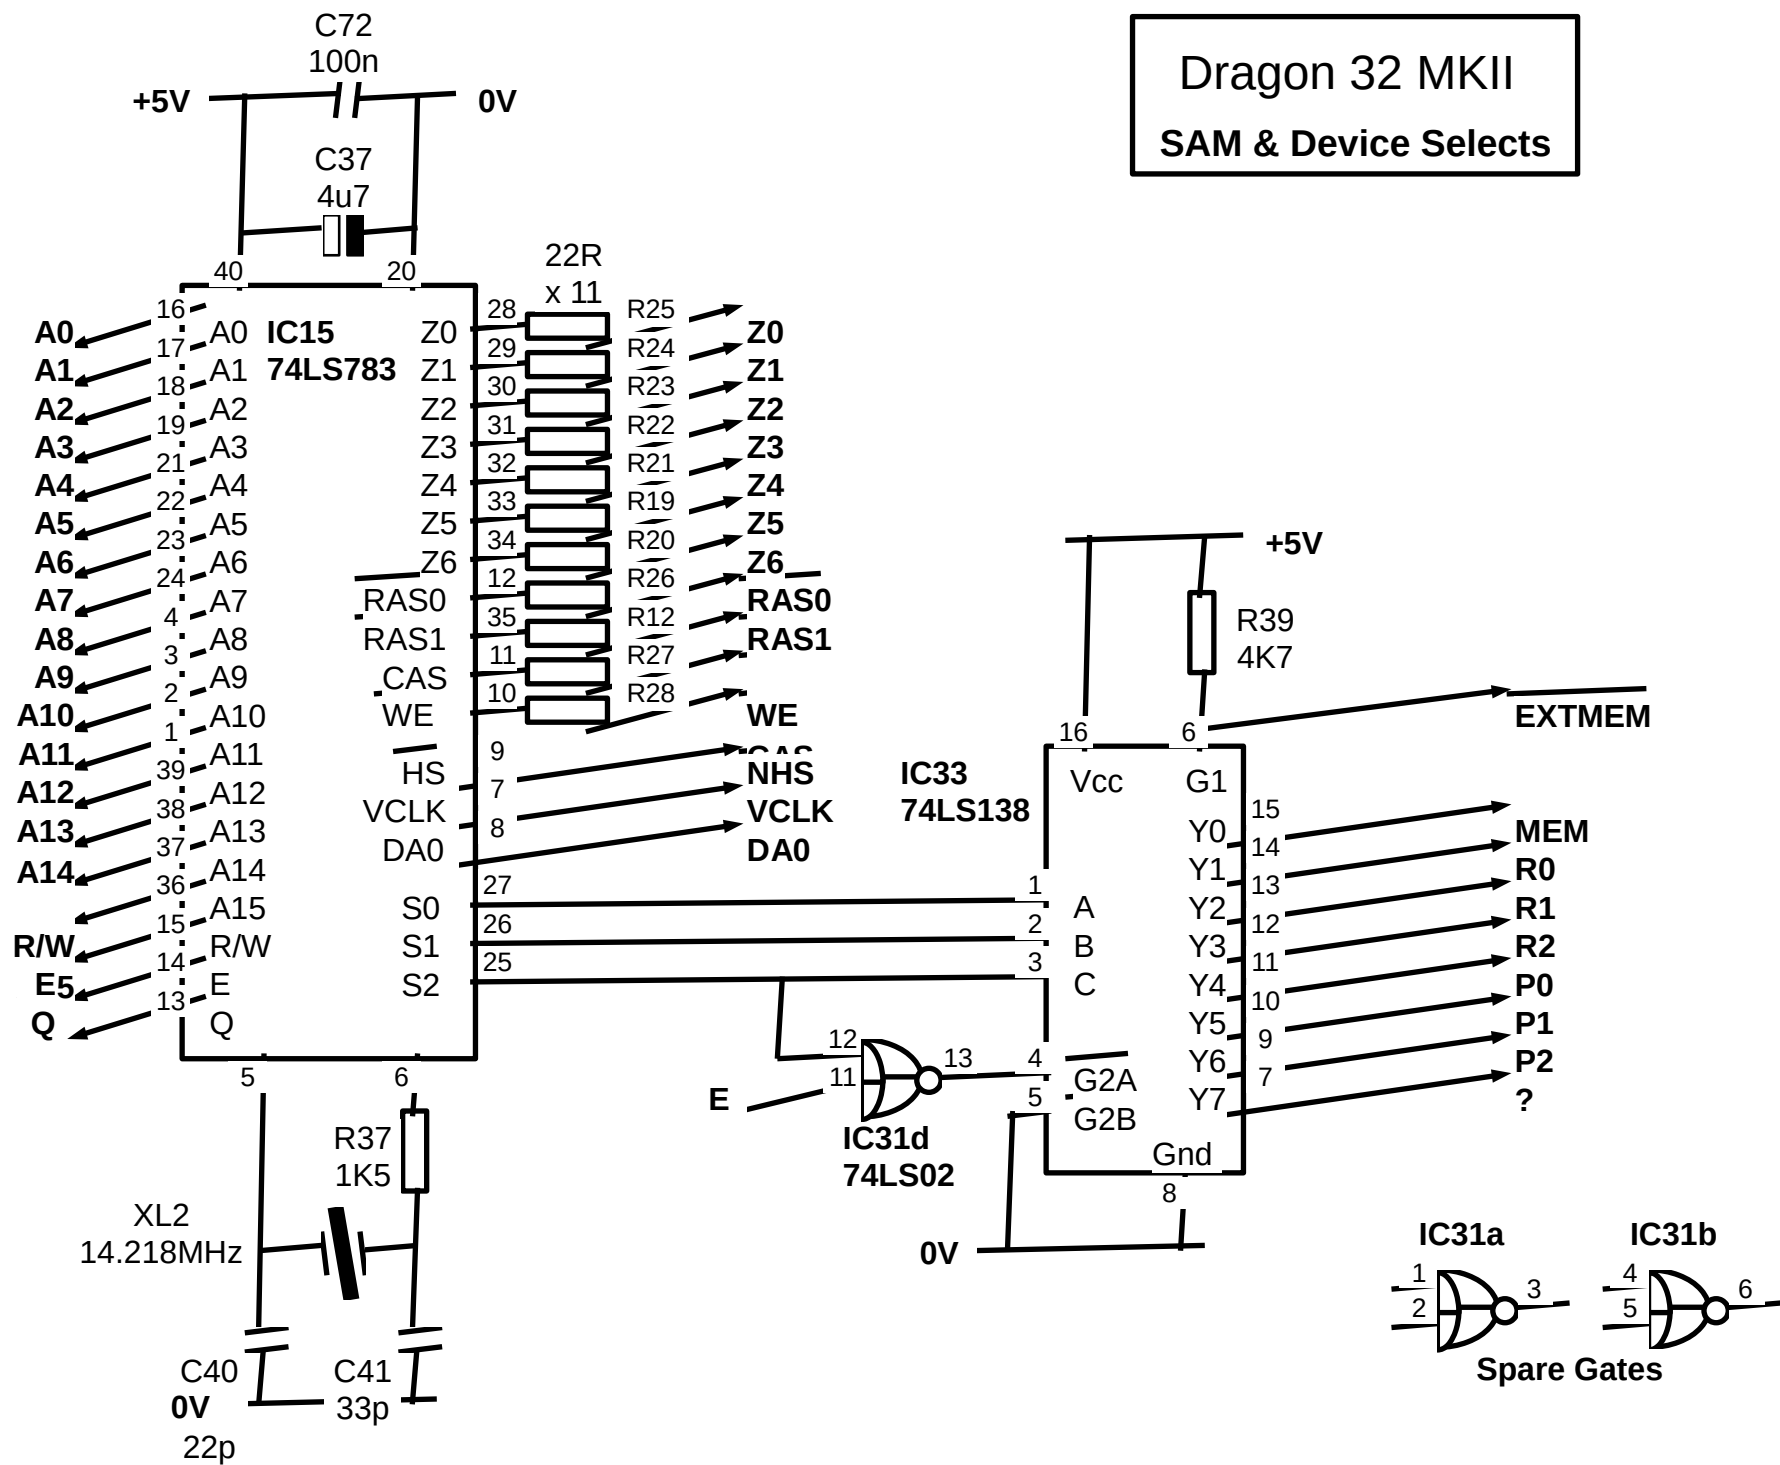 C72
100n
+5V
0V
C37
4u7
Dragon 32 MKII
SAM & Device Selects
22R
x 11
40
20
IC15
74LS783
A0 16 A0
A1 17 A1
A2 18 A2
A3 19 A3
A4 21 A4
A5 22 A5
A6 23 A6
A7 24 A7
A8 4 A8
A9 3 A9
A10 2 A10
A11 1 A11
A12 39 A12
A13 38 A13
A14 37 A14
36 A15
R/W 15 R/W
E5 14 E
Q 13 Q
Z0 28 R25 Z0
Z1 29 R24 Z1
Z2 30 R23 Z2
Z3 31 R22 Z3
Z4 32 R21 Z4
Z5 33 R19 Z5
Z6 34 R20 Z6
RAS0 12 R26 RAS0
RAS1 35 R12 RAS1
CAS 11 R27
WE 10 R28 WE
CAS
HS 9 NHS
VCLK 7 VCLK
DA0 8 DA0
S0 27
S1 26
S2 25
5
6
R37
1K5
XL2
14.218MHz
C40
0V
22p
C41
33p
+5V
R39
4K7
EXTMEM
16
6
IC33
74LS138
Vcc G1
1 A
2 B
3 C
4 G2A
5 G2B
Y0 15 MEM
Y1 14 R0
Y2 13 R1
Y3 12 R2
Y4 11 P0
Y5 10 P1
Y6 9 P2
Y7 7 ?
Gnd
8
0V
12
11
13
E
IC31d
74LS02
IC31a
1
2
3
IC31b
4
5
6
Spare Gates